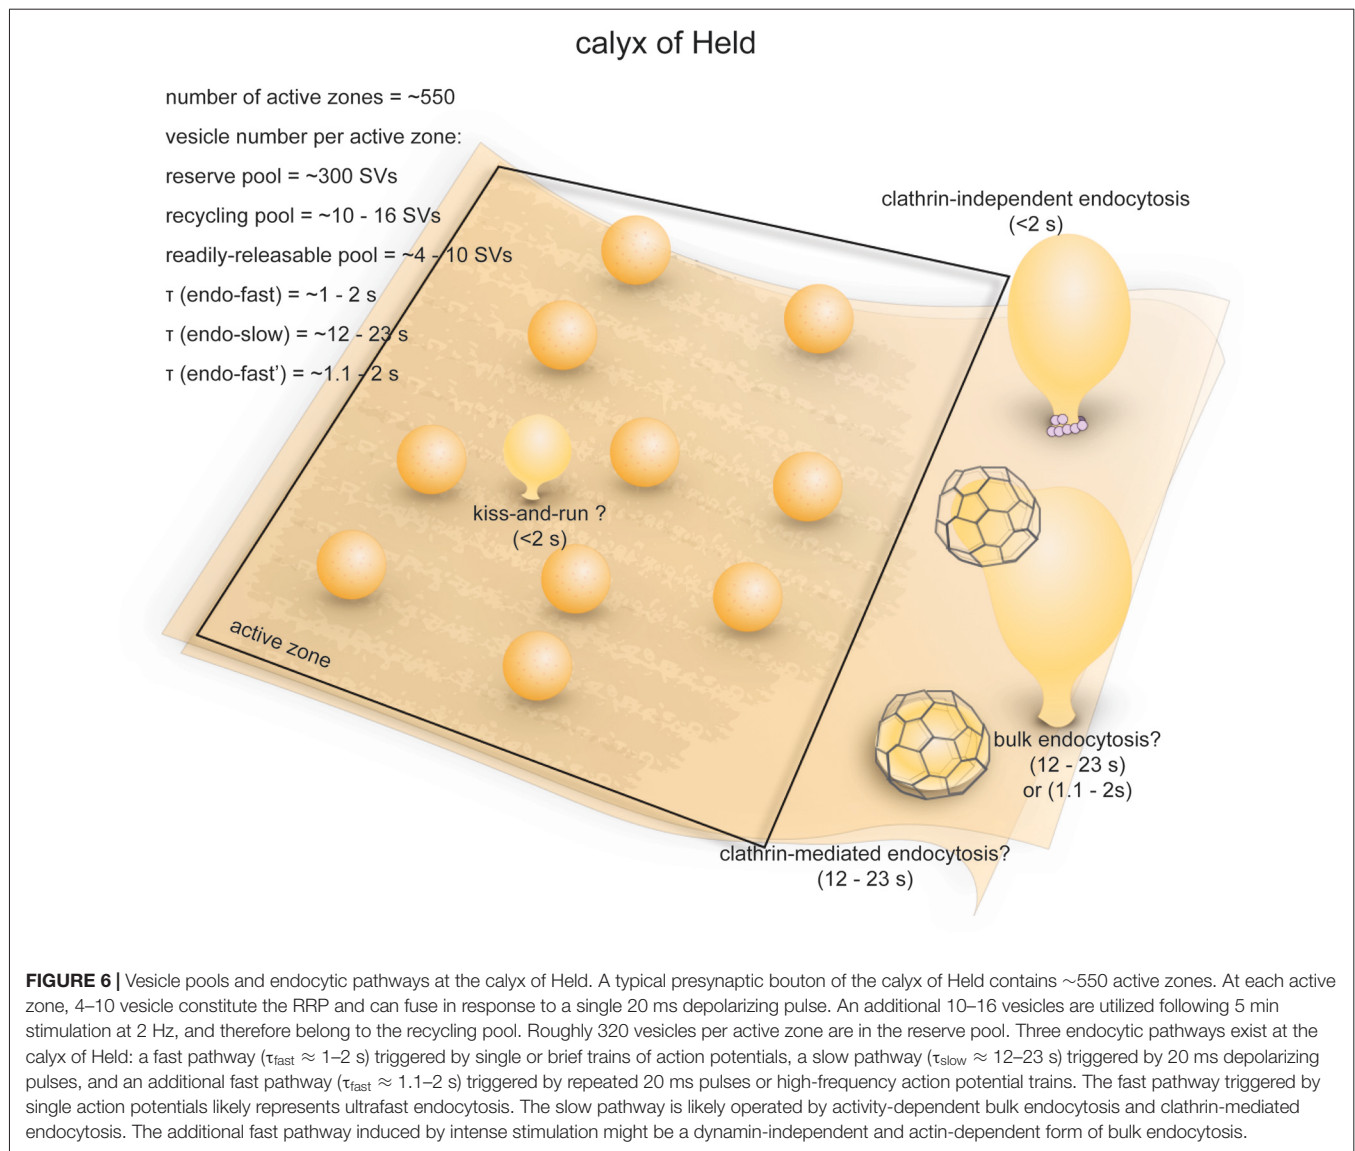 calyx of Held
number of active zones = ~550
vesicle number per active zone:
reserve pool = ~300 SVs
recycling pool = ~10 - 16 SVs
readily-releasable pool = ~4 - 10 SVs
τ (endo-fast) = ~1 - 2 s
τ (endo-slow) = ~12 - 23 s
τ (endo-fast') = ~1.1 - 2 s
clathrin-independent endocytosis
(<2 s)
kiss-and-run ?
(<2 s)
active zone
bulk endocytosis?
(12 - 23 s)
or (1.1 - 2s)
clathrin-mediated endocytosis?
(12 - 23 s)
FIGURE 6 | Vesicle pools and endocytic pathways at the calyx of Held. A typical presynaptic bouton of the calyx of Held contains ∼550 active zones. At each active
zone, 4–10 vesicle constitute the RRP and can fuse in response to a single 20 ms depolarizing pulse. An additional 10–16 vesicles are utilized following 5 min
stimulation at 2 Hz, and therefore belong to the recycling pool. Roughly 320 vesicles per active zone are in the reserve pool. Three endocytic pathways exist at the
calyx of Held: a fast pathway (τfast ≈ 1–2 s) triggered by single or brief trains of action potentials, a slow pathway (τslow ≈ 12–23 s) triggered by 20 ms depolarizing
pulses, and an additional fast pathway (τfast ≈ 1.1–2 s) triggered by repeated 20 ms pulses or high-frequency action potential trains. The fast pathway triggered by
single action potentials likely represents ultrafast endocytosis. The slow pathway is likely operated by activity-dependent bulk endocytosis and clathrin-mediated
endocytosis. The additional fast pathway induced by intense stimulation might be a dynamin-independent and actin-dependent form of bulk endocytosis.